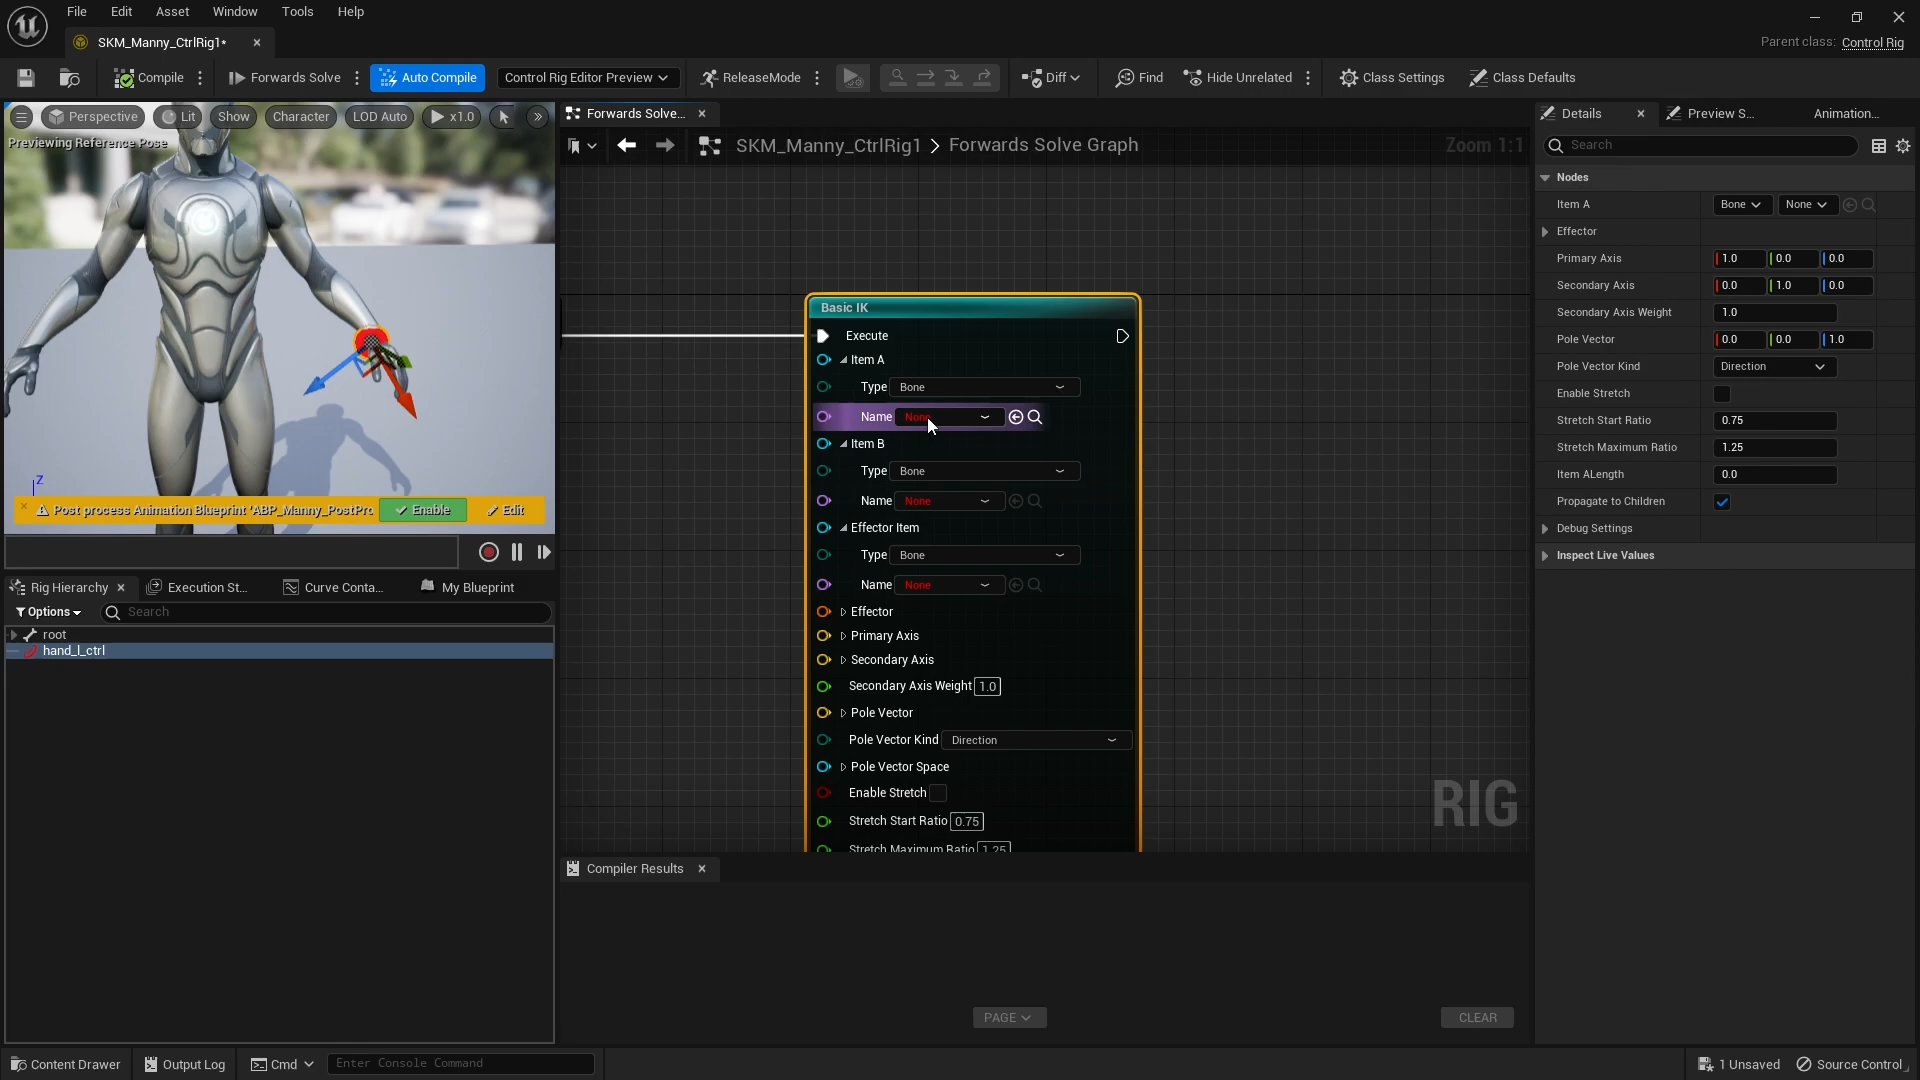 File Edit Asset Window Tools Help
SKM_Manny_CtrlRig1*
Parent class: Control Rig
Compile Forwards Solve Auto Compile Control Rig Editor Preview ReleaseMode Diff Find Hide Unrelated Class Settings Class Defaults
Perspective Lit Show Character LOD Auto x1.0
Previewing Reference Pose
Z
Post process Animation Blueprint 'ABP_Manny_PostPrc Enable Edit
Rig Hierarchy Execution St... Curve Conta... My Blueprint
Options Search
root
hand_l_ctrl
Forwards Solve...
SKM_Manny_CtrlRig1 > Forwards Solve Graph Zoom 1:1
Basic IK
Execute
Item A
Type Bone
Name None
Item B
Type Bone
Name None
Effector Item
Type Bone
Name None
Effector
Primary Axis
Secondary Axis
Secondary Axis Weight 1.0
Pole Vector
Pole Vector Kind Direction
Pole Vector Space
Enable Stretch
Stretch Start Ratio 0.75
Stretch Maximum Ratio 1.25
RIG
Compiler Results
PAGE CLEAR
Details Preview S... Animation...
Search
Nodes
Item A Bone None
Effector
Primary Axis 1.0 0.0 0.0
Secondary Axis 0.0 1.0 0.0
Secondary Axis Weight 1.0
Pole Vector 0.0 0.0 1.0
Pole Vector Kind Direction
Enable Stretch
Stretch Start Ratio 0.75
Stretch Maximum Ratio 1.25
Item ALength 0.0
Propagate to Children
Debug Settings
Inspect Live Values
Content Drawer Output Log Cmd Enter Console Command 1 Unsaved Source Control